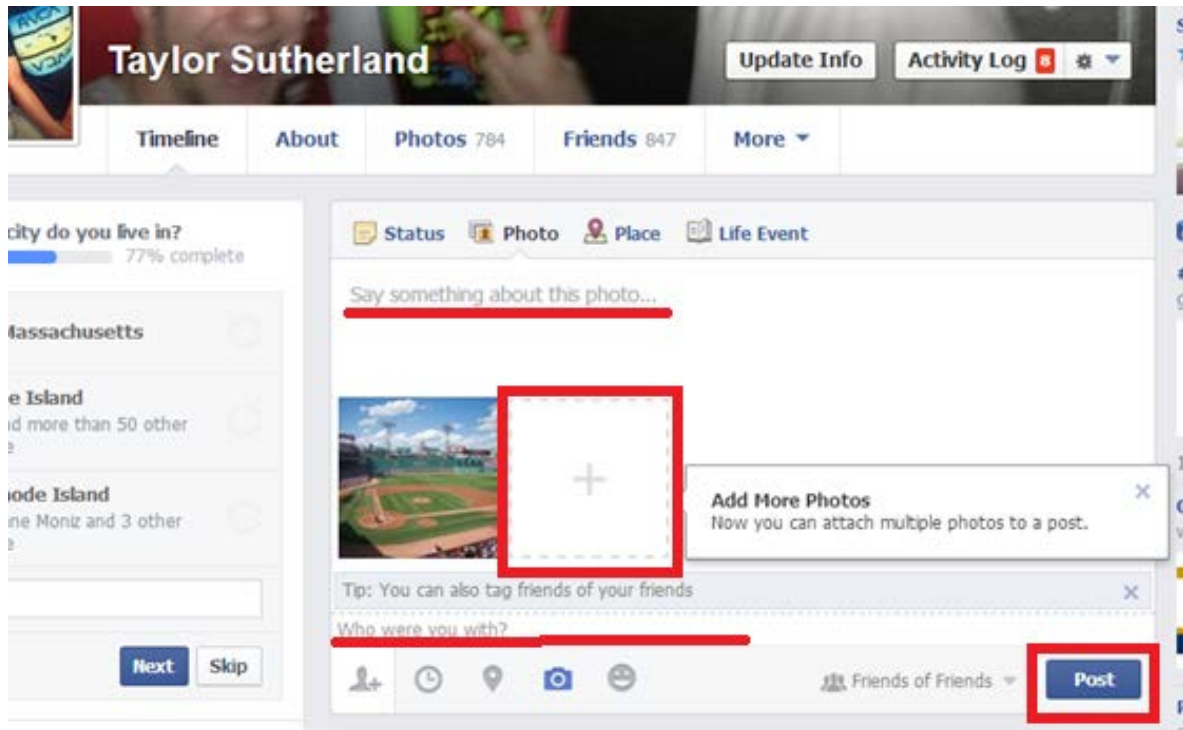 RVCA
Taylor Sutherland
Update Info
Activity Log 8
Timeline
About
Photos 784
Friends 847
More
city do you live in?
77% complete
Massachusetts
e Island
d more than 50 other
ode Island
ne Moniz and 3 other
Next
Skip
Status
Photo
Place
Life Event
Say something about this photo...
+
Add More Photos
Now you can attach multiple photos to a post.
Tip: You can also tag friends of your friends
Who were you with?
Friends of Friends
Post